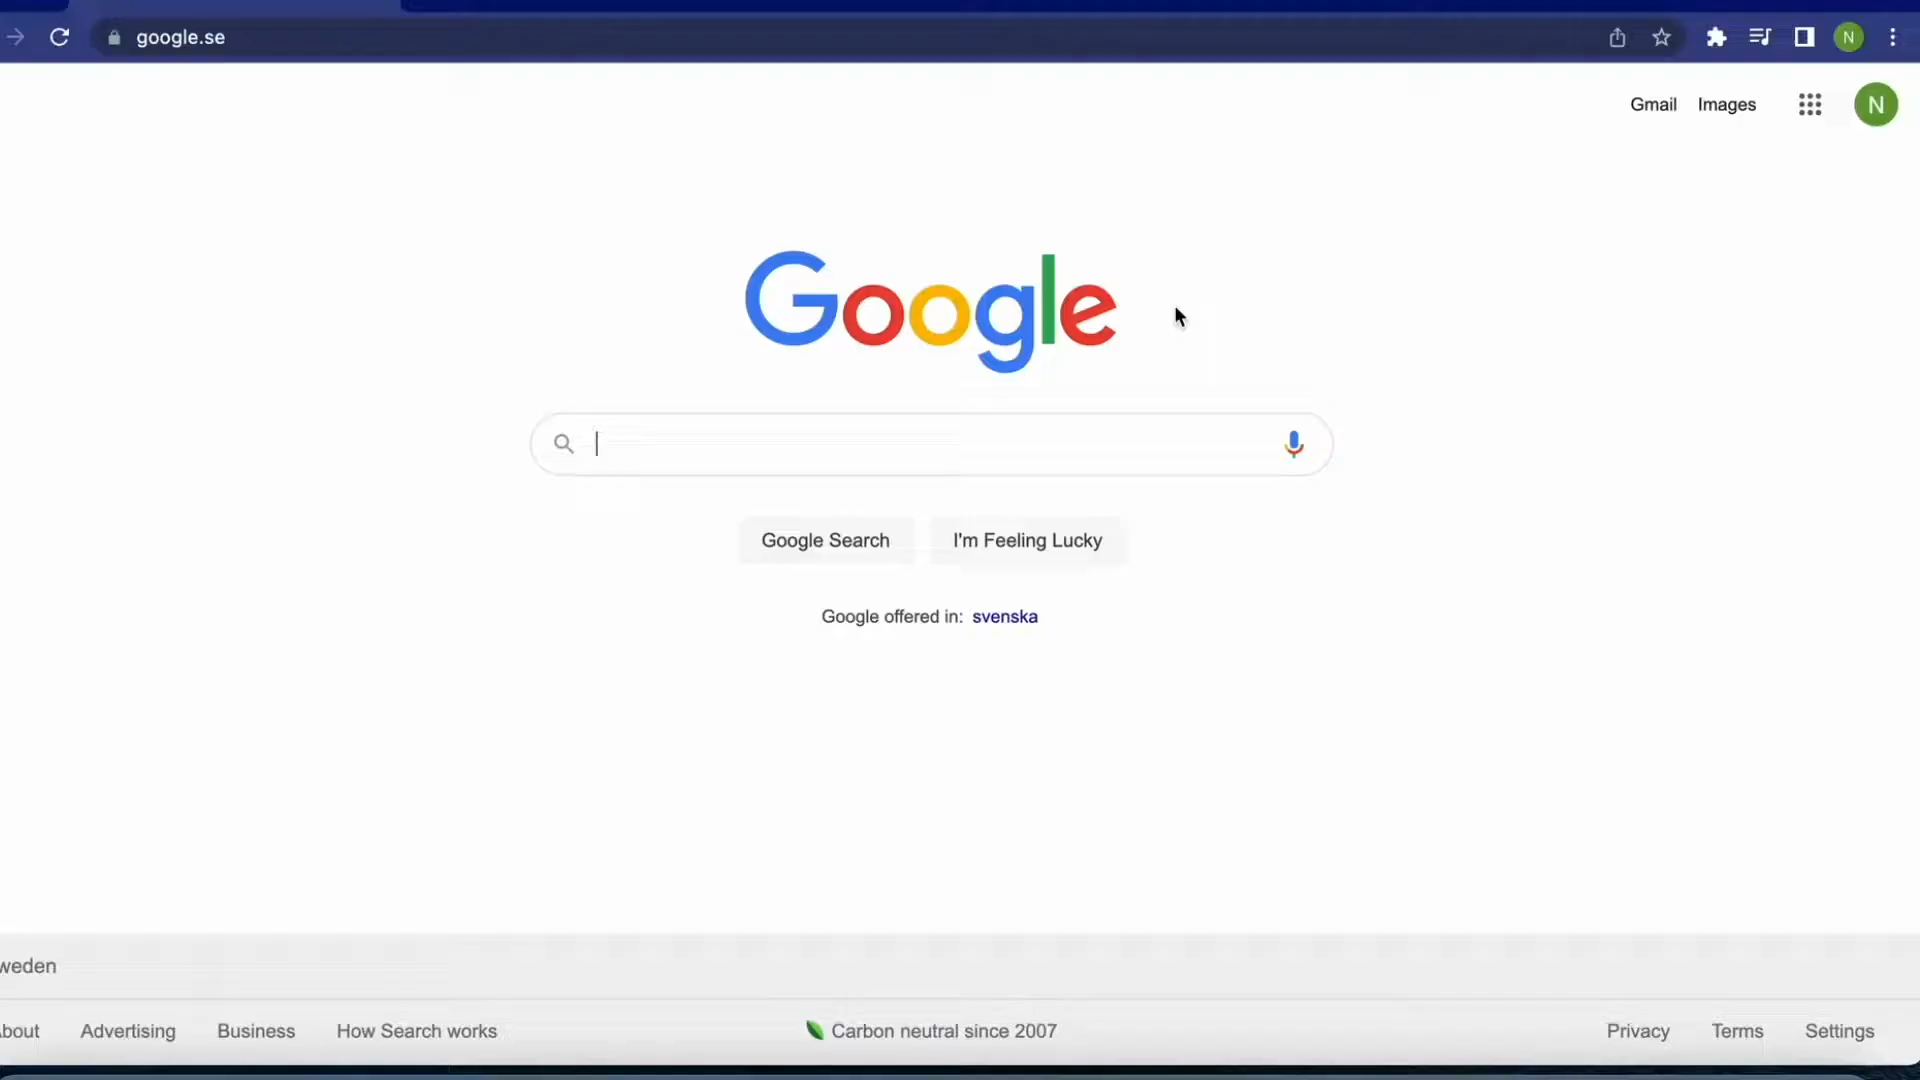 google.se
N
Gmail Images
N
Google
Google Search I'm Feeling Lucky
Google offered in: svenska
weden
bout Advertising Business How Search works Carbon neutral since 2007 Privacy Terms Settings